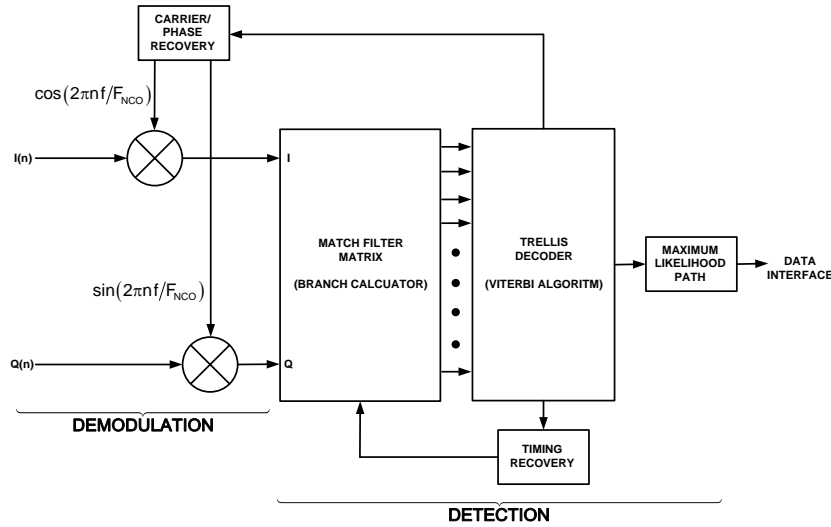 CARRIER/
PHASE
RECOVERY
cos(2πnf/F_NCO)
I(n)
I
MATCH FILTER
MATRIX
(BRANCH CALCUATOR)
TRELLIS
DECODER
(VITERBI ALGORITM)
MAXIMUM
LIKELIHOOD
PATH
DATA
INTERFACE
sin(2πnf/F_NCO)
Q(n)
Q
DEMODULATION
TIMING
RECOVERY
DETECTION